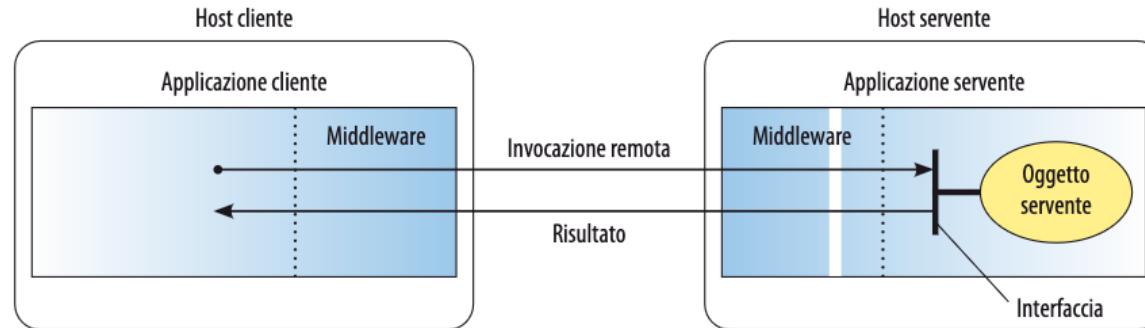 Host cliente
Host servente
Applicazione cliente
Applicazione servente
Middleware
Invocazione remota
Middleware
Oggetto
servente
Risultato
Interfaccia